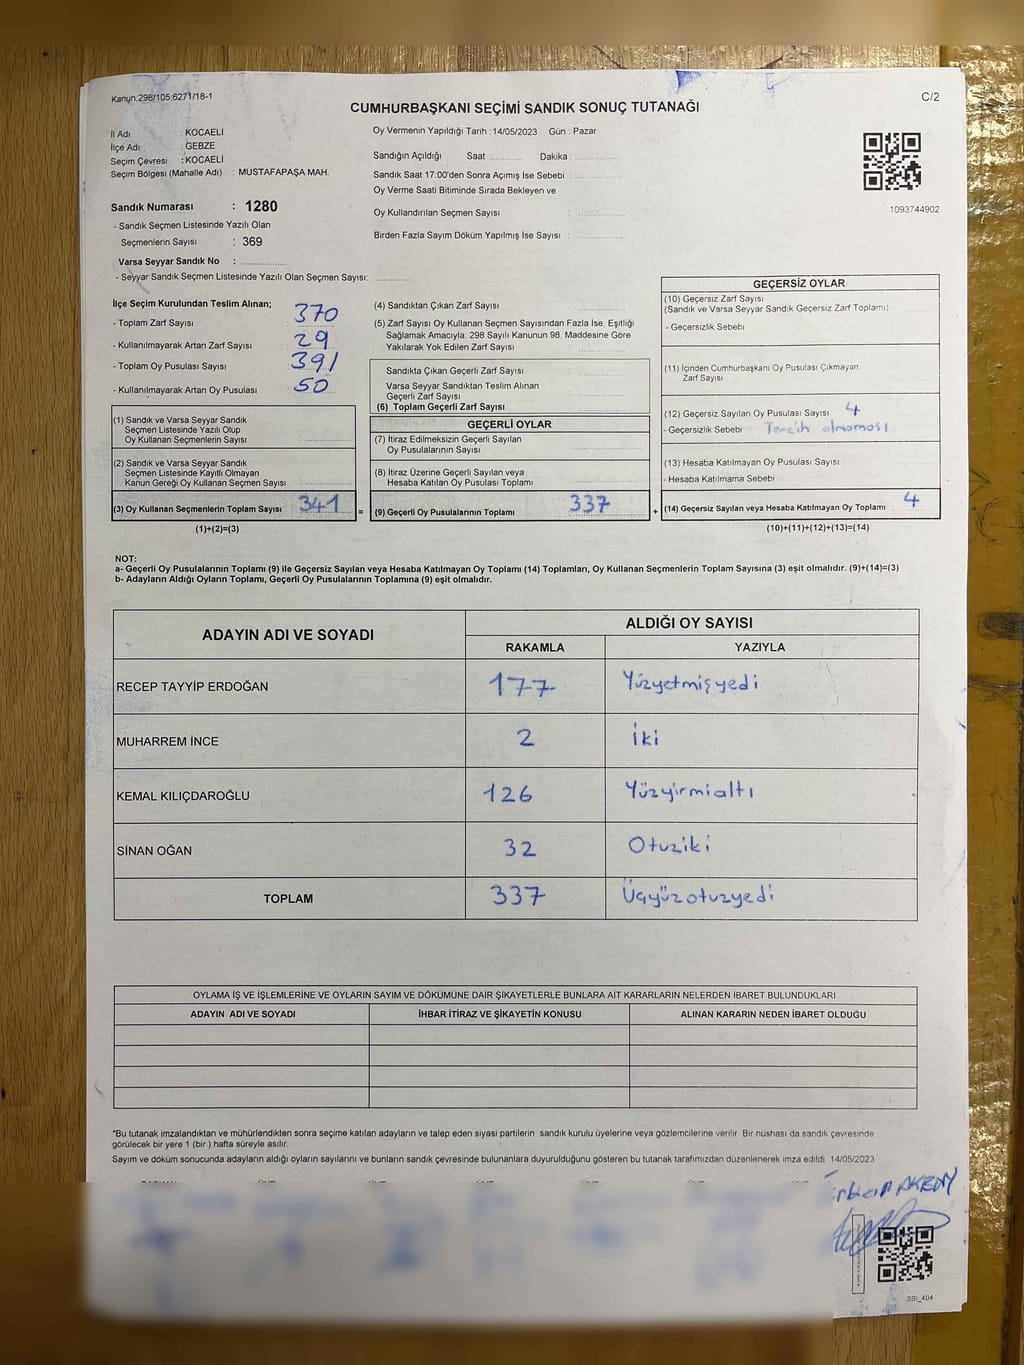 Kanun:298/105,6271/18-1
C/2
CUMHURBAŞKANI SEÇİMİ SANDIK SONUÇ TUTANAĞI
İl Adı : KOCAELİ
İlçe Adı : GEBZE
Seçim Çevresi : KOCAELİ
Seçim Bölgesi (Mahalle Adı) : MUSTAFAPAŞA MAH.
Sandık Numarası : 1280
- Sandık Seçmen Listesinde Yazılı Olan
Seçmenlerin Sayısı : 369
Varsa Seyyar Sandık No :
- Seyyar Sandık Seçmen Listesinde Yazılı Olan Seçmen Sayısı:
Oy Vermenin Yapıldığı Tarih : 14/05/2023 Gün : Pazar
Sandığın Açıldığı Saat : Dakika :
Sandık Saat 17:00'den Sonra Açımış İse Sebebi :
Oy Verme Saati Bitiminde Sırada Bekleyen ve
Oy Kullandırılan Seçmen Sayısı :
Birden Fazla Sayım Döküm Yapılmış İse Sayısı :
1093744902
İlçe Seçim Kurulundan Teslim Alınan;
- Toplam Zarf Sayısı : 370
- Kullanılmayarak Artan Zarf Sayısı : 29
- Toplam Oy Pusulası Sayısı : 391
- Kullanılmayarak Artan Oy Pusulası : 50
(1) Sandık ve Varsa Seyyar Sandık
Seçmen Listesinde Yazılı Olup
Oy Kullanan Seçmenlerin Sayısı :
(2) Sandık ve Varsa Seyyar Sandık
Seçmen Listesinde Kayıtlı Olmayan
Kanun Gereği Oy Kullanan Seçmen Sayısı :
(3) Oy Kullanan Seçmenlerin Toplam Sayısı : 341
(1)+(2)=(3)
=
(4) Sandıktan Çıkan Zarf Sayısı :
(5) Zarf Sayısı Oy Kullanan Seçmen Sayısından Fazla İse, Eşitliği
Sağlamak Amacıyla; 298 Sayılı Kanunun 98. Maddesine Göre
Yakılarak Yok Edilen Zarf Sayısı :
Sandıkta Çıkan Geçerli Zarf Sayısı :
Varsa Seyyar Sandıktan Teslim Alınan
Geçerli Zarf Sayısı :
(6) Toplam Geçerli Zarf Sayısı :
GEÇERLİ OYLAR
(7) İtiraz Edilmeksizin Geçerli Sayılan
Oy Pusulalarının Sayısı :
(8) İtiraz Üzerine Geçerli Sayılan veya
Hesaba Katılan Oy Pusulası Toplamı :
(9) Geçerli Oy Pusulalarının Toplamı : 337
+
GEÇERSİZ OYLAR
(10) Geçersiz Zarf Sayısı
(Sandık ve Varsa Seyyar Sandık Geçersiz Zarf Toplamı)
- Geçersizlik Sebebi
(11) İçinden Cumhurbaşkanı Oy Pusulası Çıkmayan
Zarf Sayısı
(12) Geçersiz Sayılan Oy Pusulası Sayısı 4
- Geçersizlik Sebebi Tercih olmaması
(13) Hesaba Katılmayan Oy Pusulası Sayısı
- Hesaba Katılmama Sebebi
(14) Geçersiz Sayılan veya Hesaba Katılmayan Oy Toplamı 4
(10)+(11)+(12)+(13)=(14)
NOT:
a- Geçerli Oy Pusulalarının Toplamı (9) ile Geçersiz Sayılan veya Hesaba Katılmayan Oy Toplamı (14) Toplamları, Oy Kullanan Seçmenlerin Toplam Sayısına (3) eşit olmalıdır. (9)+(14)=(3)
b- Adayların Aldığı Oyların Toplamı, Geçerli Oy Pusulalarının Toplamına (9) eşit olmalıdır.
ADAYIN ADI VE SOYADI
ALDIĞI OY SAYISI
RAKAMLA YAZIYLA
RECEP TAYYİP ERDOĞAN 177 Yüzyetmişyedi
MUHARREM İNCE 2 İki
KEMAL KILIÇDAROĞLU 126 Yüzyirmialtı
SİNAN OĞAN 32 Otuziki
TOPLAM 337 Üçyüzotuzyedi
OYLAMA İŞ VE İŞLEMLERİNE VE OYLARIN SAYIM VE DÖKÜMÜNE DAİR ŞİKAYETLERLE BUNLARA AİT KARARLARIN NELERDEN İBARET BULUNDUKLARI
ADAYIN ADI VE SOYADI İHBAR İTİRAZ VE ŞİKAYETİN KONUSU ALINAN KARARIN NEDEN İBARET OLDUĞU
*Bu tutanak imzalandıktan ve mühürlendikten sonra seçime katılan adayların ve talep eden siyasi partilerin sandık kurulu üyelerine veya gözlemcilerine verilir. Bir nüshası da sandık çevresinde
görülecek bir yere 1 (bir ) hafta süreyle asılır.
Sayım ve döküm sonucunda adayların aldığı oyların sayılarını ve bunların sandık çevresinde bulunanlara duyurulduğunu gösteren bu tutanak tarafımızdan düzenlenerek imza edildi. 14/05/2023
SSI_404